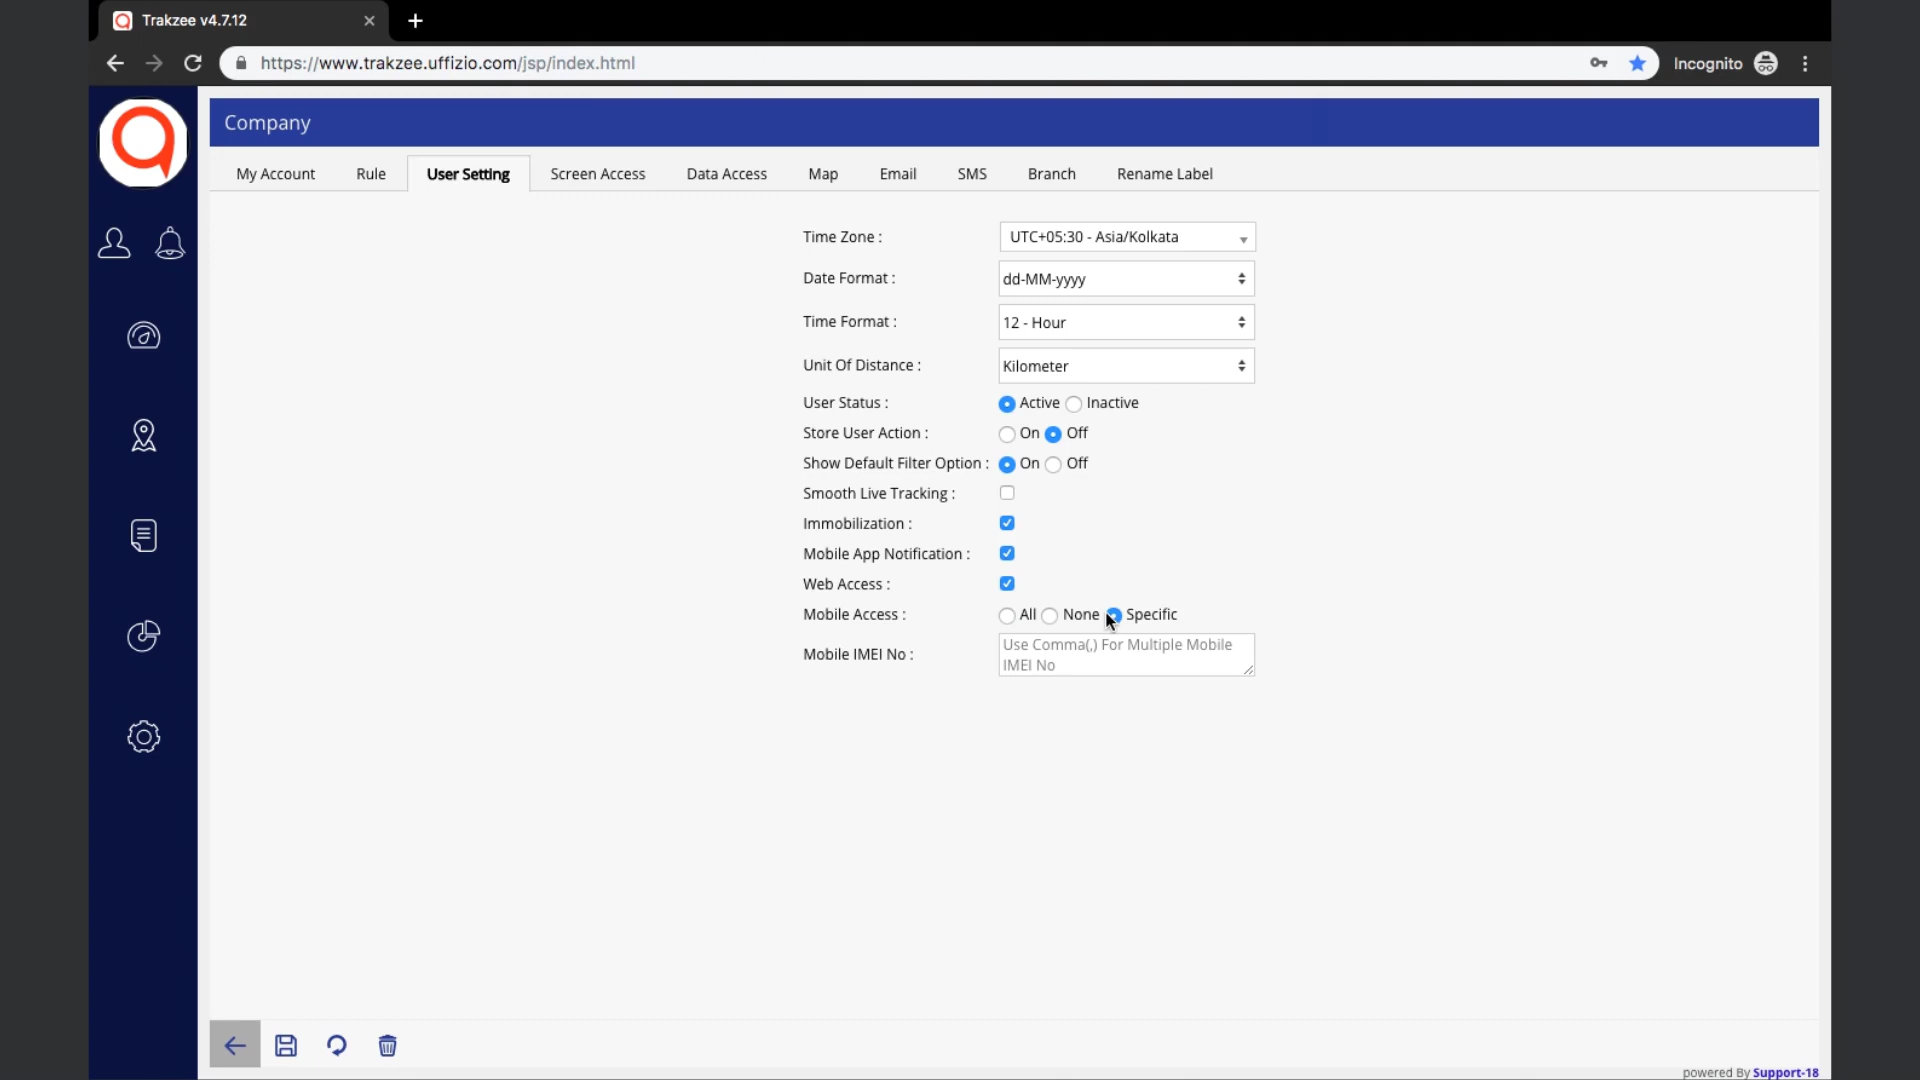 Trakzee v4.7.12
https://www.trakzee.uffizio.com/jsp/index.html
Incognito
Company
My Account Rule User Setting Screen Access Data Access Map Email SMS Branch Rename Label
Time Zone : UTC+05:30 - Asia/Kolkata
Date Format : dd-MM-yyyy
Time Format : 12 - Hour
Unit Of Distance : Kilometer
User Status : Active Inactive
Store User Action : On Off
Show Default Filter Option : On Off
Smooth Live Tracking :
Immobilization :
Mobile App Notification :
Web Access :
Mobile Access : All None Specific
Mobile IMEI No : Use Comma(,) For Multiple Mobile
IMEI No
powered By Support-18